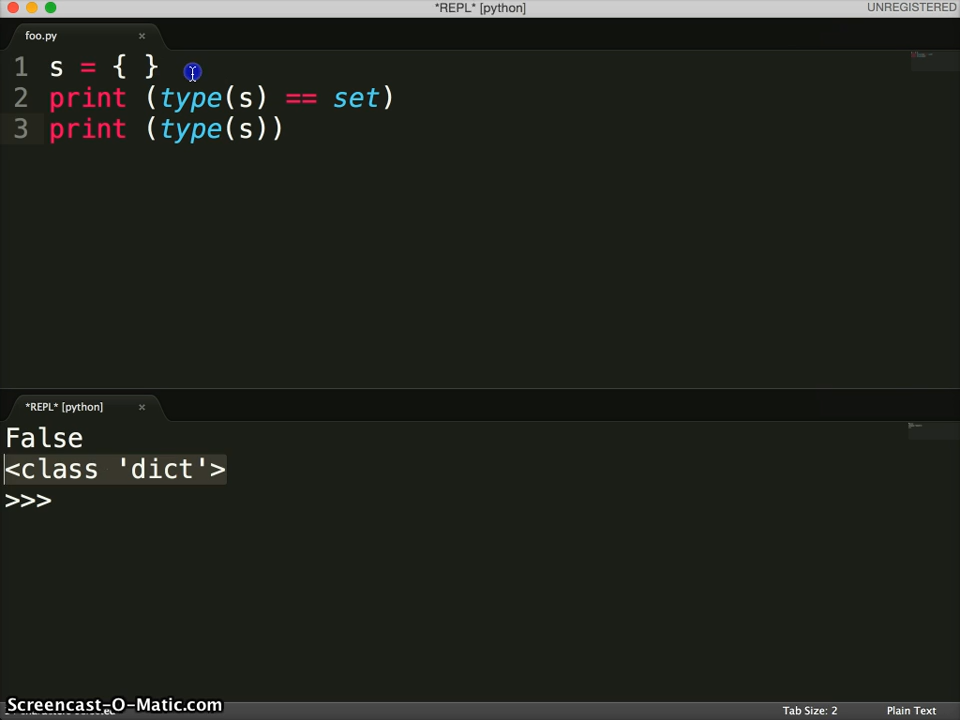 *REPL* [python]
UNREGISTERED
foo.py
1 s = { }
2 print (type(s) == set)
3 print (type(s))
*REPL* [python]
False
<class 'dict'>
>>>
Screencast-O-Matic.com
Tab Size: 2
Plain Text